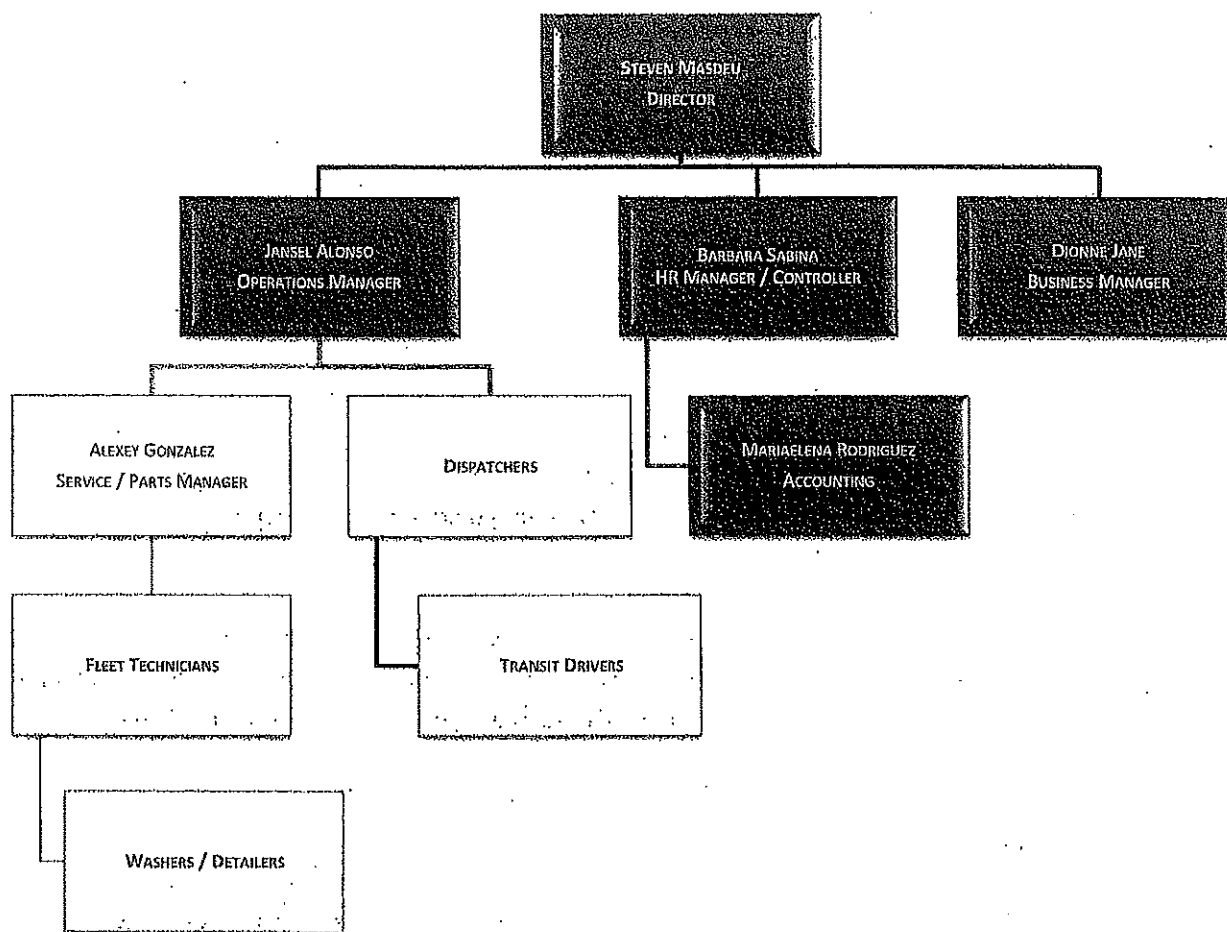 STEVEN MASDEU
DIRECTOR
JANSEL ALONSO
OPERATIONS MANAGER
BARBARA SABINA
HR MANAGER / CONTROLLER
DIONNE JANE
BUSINESS MANAGER
ALEXEY GONZALEZ
SERVICE / PARTS MANAGER
DISPATCHERS
MARIAELENA RODRIGUEZ
ACCOUNTING
FLEET TECHNICIANS
TRANSIT DRIVERS
WASHERS / DETAILERS